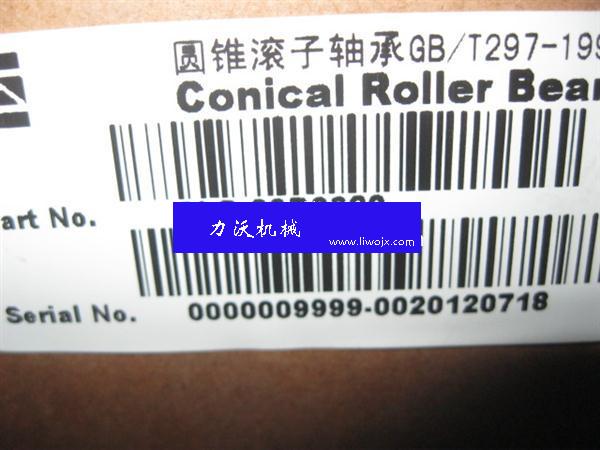 圆锥滚子轴承GB/T297-199
Conical Roller Bear
art No.
力沃机械
www.liwojx.com
Serial No. 0000009999-0020120718